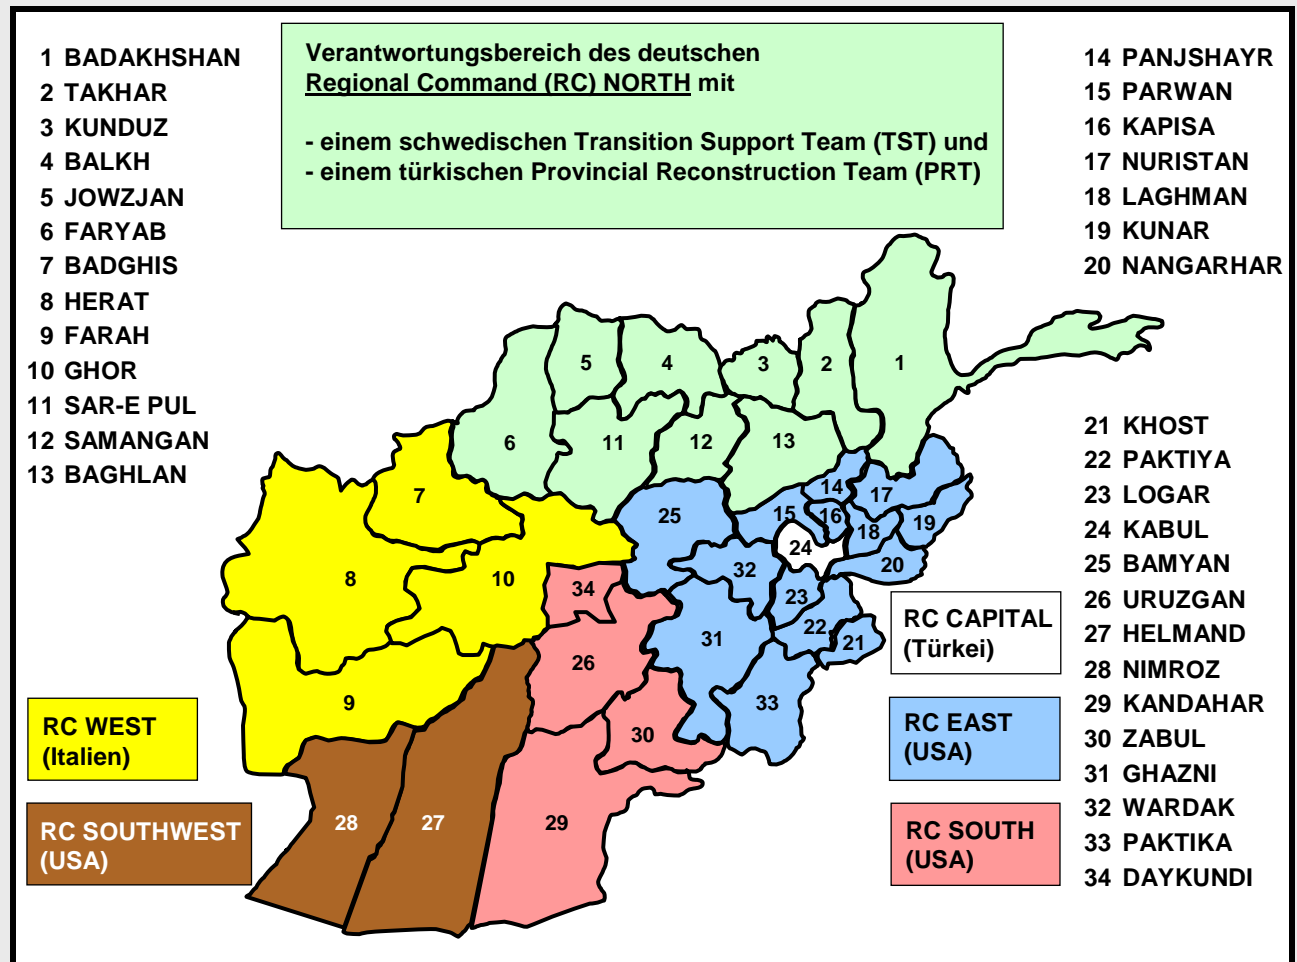 1 BADAKHSHAN
2 TAKHAR
3 KUNDUZ
4 BALKH
5 JOWZJAN
6 FARYAB
7 BADGHIS
8 HERAT
9 FARAH
10 GHOR
11 SAR-E PUL
12 SAMANGAN
13 BAGHLAN
Verantwortungsbereich des deutschen
Regional Command (RC) NORTH mit
- einem schwedischen Transition Support Team (TST) und
- einem türkischen Provincial Reconstruction Team (PRT)
14 PANJSHAYR
15 PARWAN
16 KAPISA
17 NURISTAN
18 LAGHMAN
19 KUNAR
20 NANGARHAR
21 KHOST
22 PAKTIYA
23 LOGAR
24 KABUL
25 BAMYAN
26 URUZGAN
27 HELMAND
28 NIMROZ
29 KANDAHAR
30 ZABUL
31 GHAZNI
32 WARDAK
33 PAKTIKA
34 DAYKUNDI
5
4
3
2
1
6
11
12
13
7
14
17
25
15
16
19
18
24
20
8
10
34
32
23
22
21
31
26
9
33
30
28
27
29
RC CAPITAL
(Türkei)
RC WEST
(Italien)
RC EAST
(USA)
RC SOUTHWEST
(USA)
RC SOUTH
(USA)